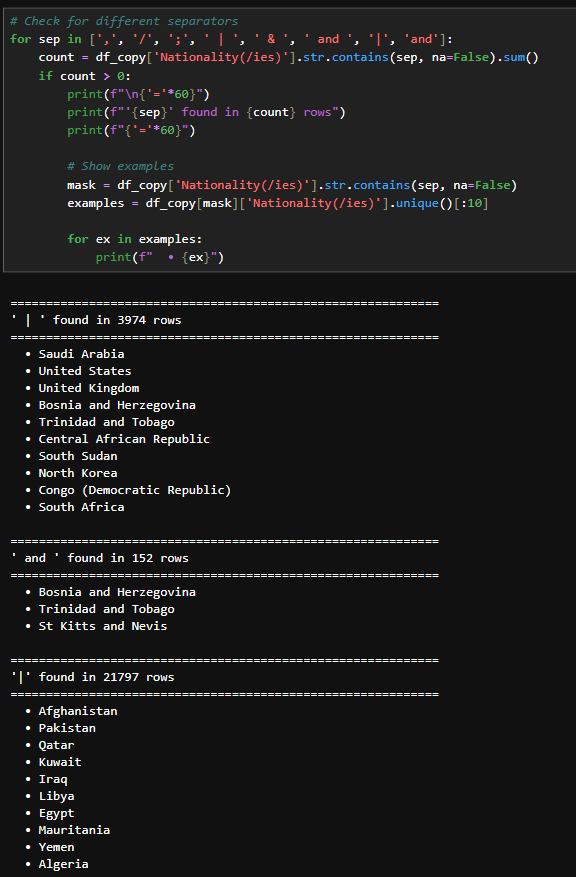 # Check for different separators
for sep in [',', '/', ';', ' | ', ' & ', ' and ', '|', 'and']:
    count = df_copy['Nationality(/ies)'].str.contains(sep, na=False).sum()
    if count > 0:
        print(f"\n{'='*60}")
        print(f"'{sep}' found in {count} rows")
        print(f"{'='*60}")

        # Show examples
        mask = df_copy['Nationality(/ies)'].str.contains(sep, na=False)
        examples = df_copy[mask]['Nationality(/ies)'].unique()[:10]

        for ex in examples:
            print(f"  • {ex}")

============================================================
' | ' found in 3974 rows
============================================================
  • Saudi Arabia
  • United States
  • United Kingdom
  • Bosnia and Herzegovina
  • Trinidad and Tobago
  • Central African Republic
  • South Sudan
  • North Korea
  • Congo (Democratic Republic)
  • South Africa

============================================================
' and ' found in 152 rows
============================================================
  • Bosnia and Herzegovina
  • Trinidad and Tobago
  • St Kitts and Nevis

============================================================
'|' found in 21797 rows
============================================================
  • Afghanistan
  • Pakistan
  • Qatar
  • Kuwait
  • Iraq
  • Libya
  • Egypt
  • Mauritania
  • Yemen
  • Algeria